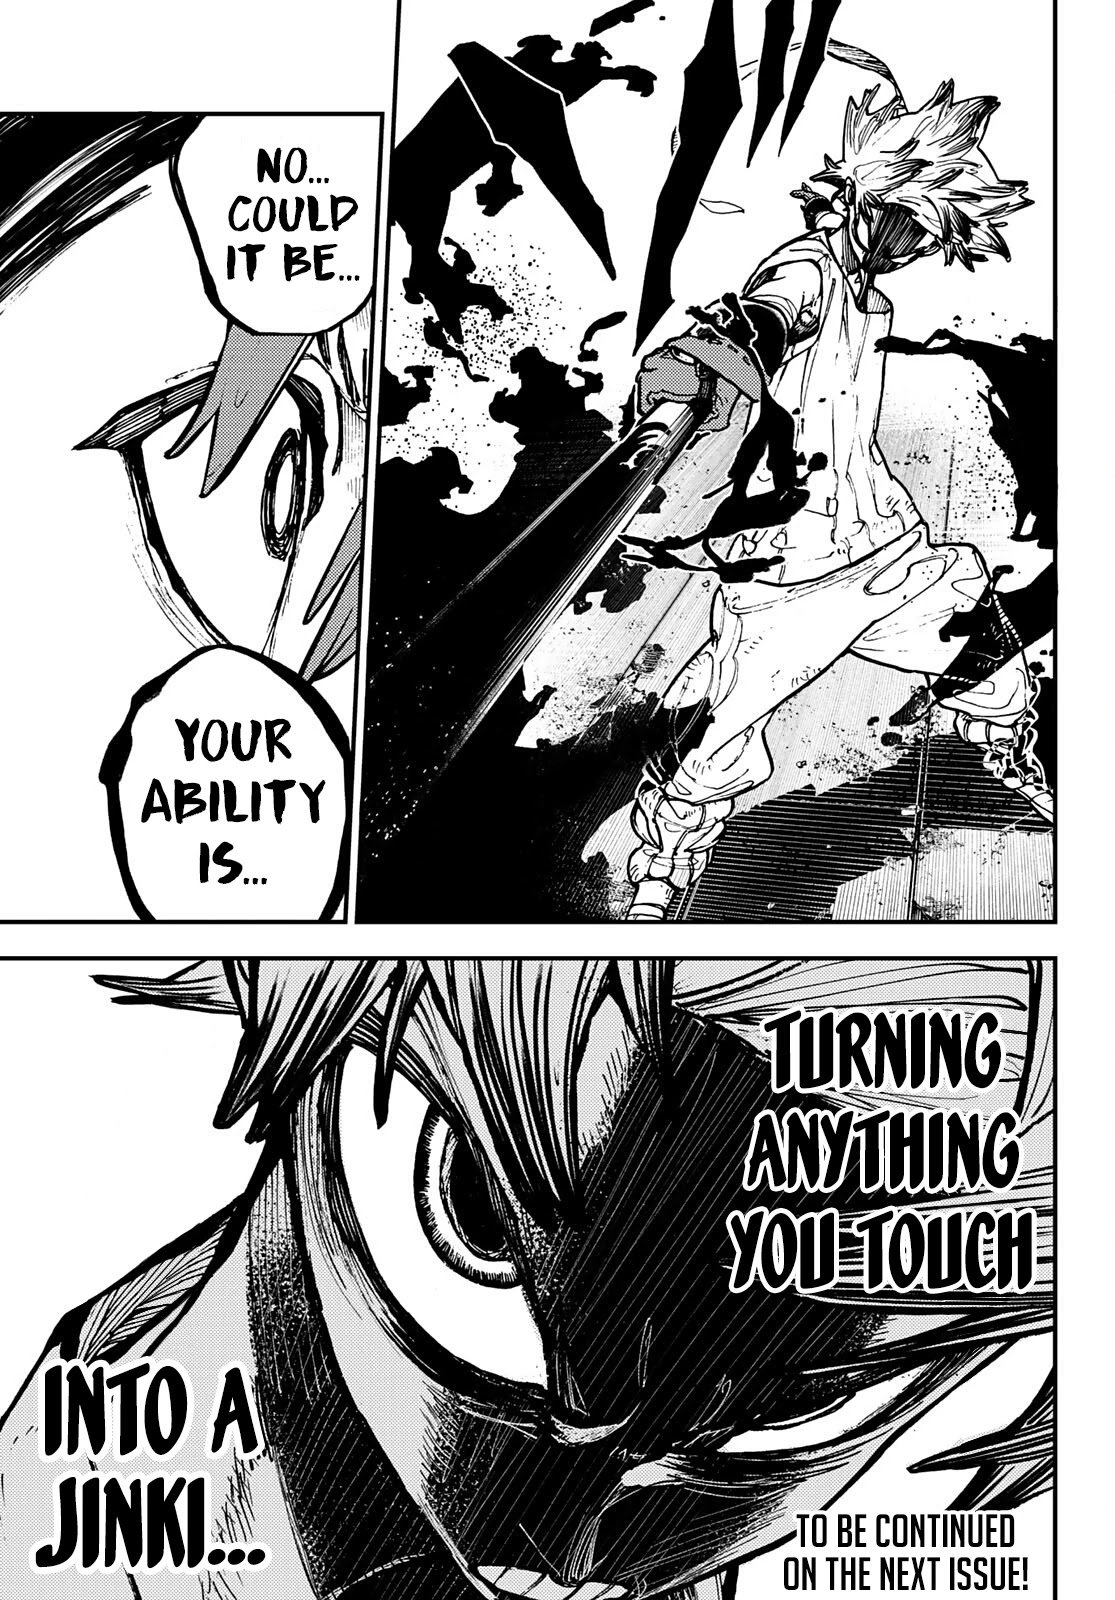 NO...
COULD
IT BE...
YOUR
ABILITY
IS...
TURNING
ANYTHING
YOU TOUCH
INTO A
JINKI...
TO BE CONTINUED
ON THE NEXT ISSUE!